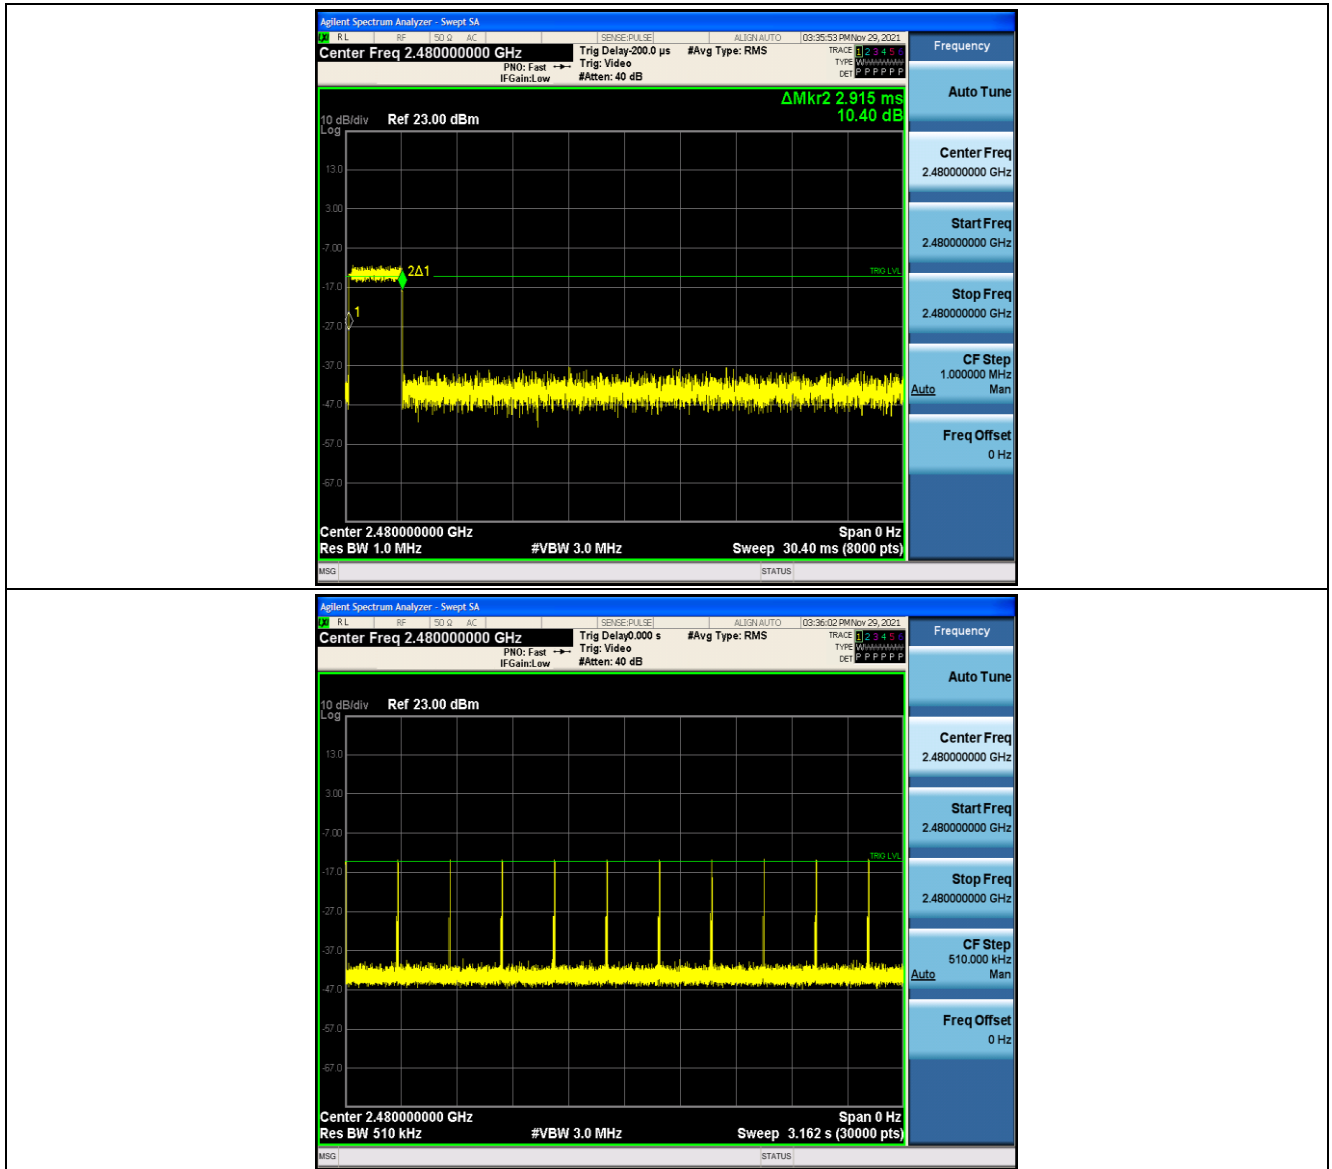 Agilent Spectrum Analyzer - Swept SA
RL RF 50 Ω AC SENSE:PULSE ALIGN AUTO 03:35:53 PM Nov 29, 2021
Center Freq 2.480000000 GHz
PNO: Fast
IFGain:Low
Trig Delay-200.0 µs
Trig: Video
#Atten: 40 dB
#Avg Type: RMS
TRACE 1 2 3 4 5 6
TYPE W
DET P P P P P P
ΔMkr2 2.915 ms
10.40 dB
10 dB/div Ref 23.00 dBm
Log
13.0
3.00
-7.00
2Δ1
TRIG LVL
-17.0
1
-27.0
-37.0
-47.0
-57.0
-67.0
Center 2.480000000 GHz Span 0 Hz
Res BW 1.0 MHz #VBW 3.0 MHz Sweep 30.40 ms (8000 pts)
MSG STATUS
Frequency
Auto Tune
Center Freq
2.480000000 GHz
Start Freq
2.480000000 GHz
Stop Freq
2.480000000 GHz
CF Step
1.000000 MHz
Auto Man
Freq Offset
0 Hz
Agilent Spectrum Analyzer - Swept SA
RL RF 50 Ω AC SENSE:PULSE ALIGN AUTO 03:36:02 PM Nov 29, 2021
Center Freq 2.480000000 GHz
PNO: Fast
IFGain:Low
Trig Delay0.000 s
Trig: Video
#Atten: 40 dB
#Avg Type: RMS
TRACE 1 2 3 4 5 6
TYPE W
DET P P P P P P
10 dB/div Ref 23.00 dBm
Log
13.0
3.00
-7.00
TRIG LVL
-17.0
-27.0
-37.0
-47.0
-57.0
-67.0
Center 2.480000000 GHz Span 0 Hz
Res BW 510 kHz #VBW 3.0 MHz Sweep 3.162 s (30000 pts)
MSG STATUS
Frequency
Auto Tune
Center Freq
2.480000000 GHz
Start Freq
2.480000000 GHz
Stop Freq
2.480000000 GHz
CF Step
510.000 kHz
Auto Man
Freq Offset
0 Hz